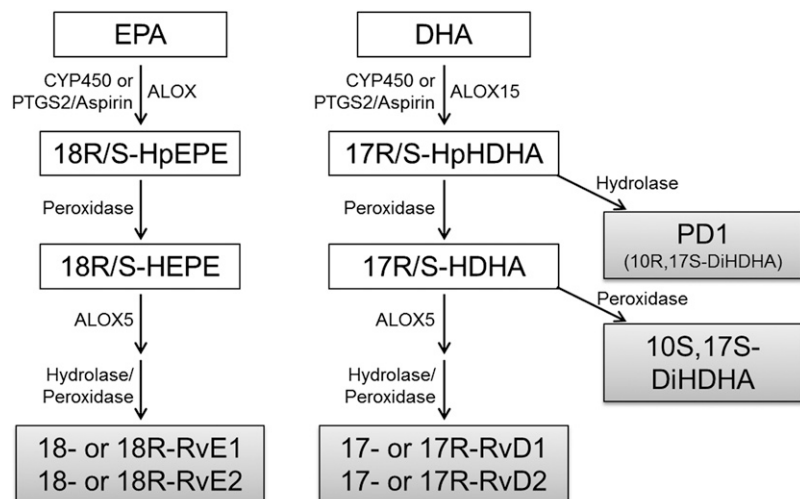 EPA
CYP450 or
PTGS2/Aspirin
ALOX
18R/S-HpEPE
Peroxidase
18R/S-HEPE
ALOX5
Hydrolase/
Peroxidase
18- or 18R-RvE1
18- or 18R-RvE2
DHA
CYP450 or
PTGS2/Aspirin
ALOX15
17R/S-HpHDHA
Hydrolase
PD1
(10R,17S-DiHDHA)
Peroxidase
17R/S-HDHA
Peroxidase
10S,17S-
DiHDHA
ALOX5
Hydrolase/
Peroxidase
17- or 17R-RvD1
17- or 17R-RvD2